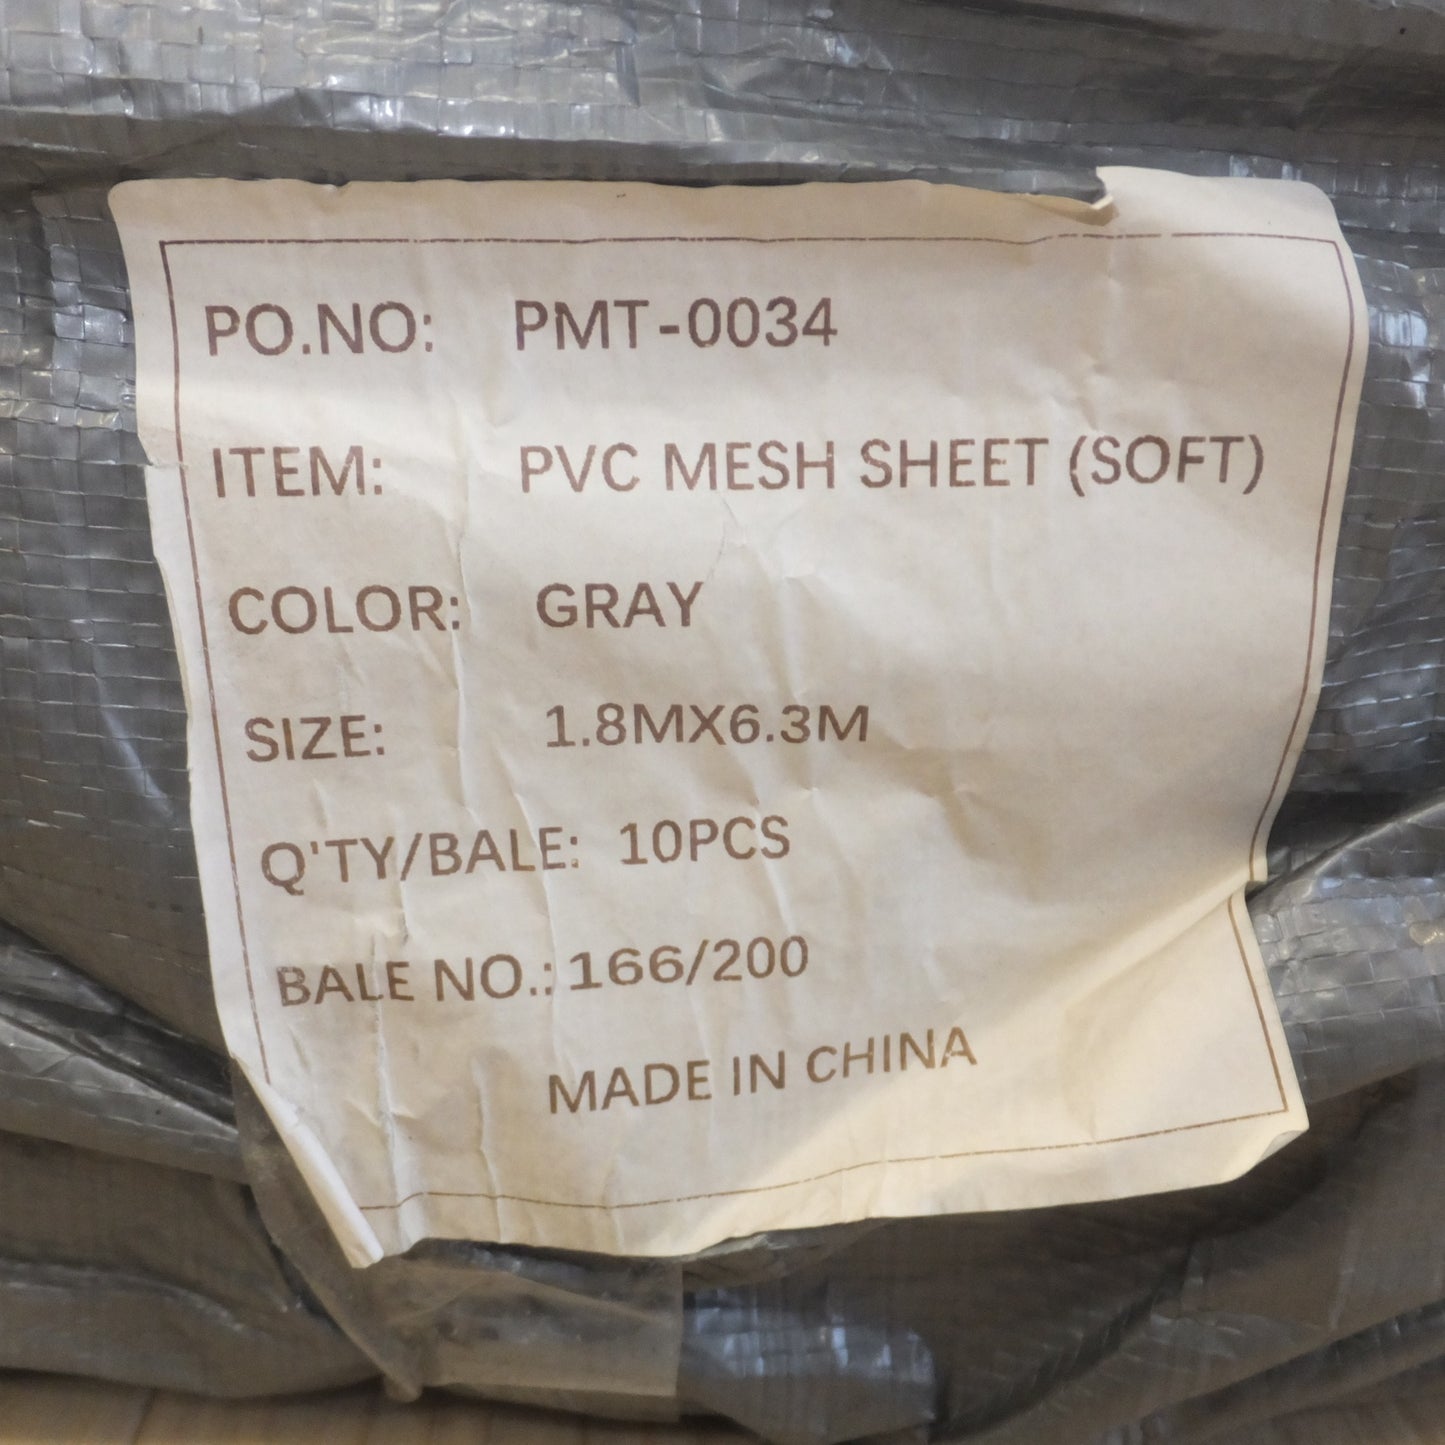 PO.NO: PMT-0034
ITEM: PVC MESH SHEET (SOFT)
COLOR: GRAY
SIZE: 1.8MX6.3M
Q'TY/BALE: 10PCS
BALE NO.: 166/200
MADE IN CHINA